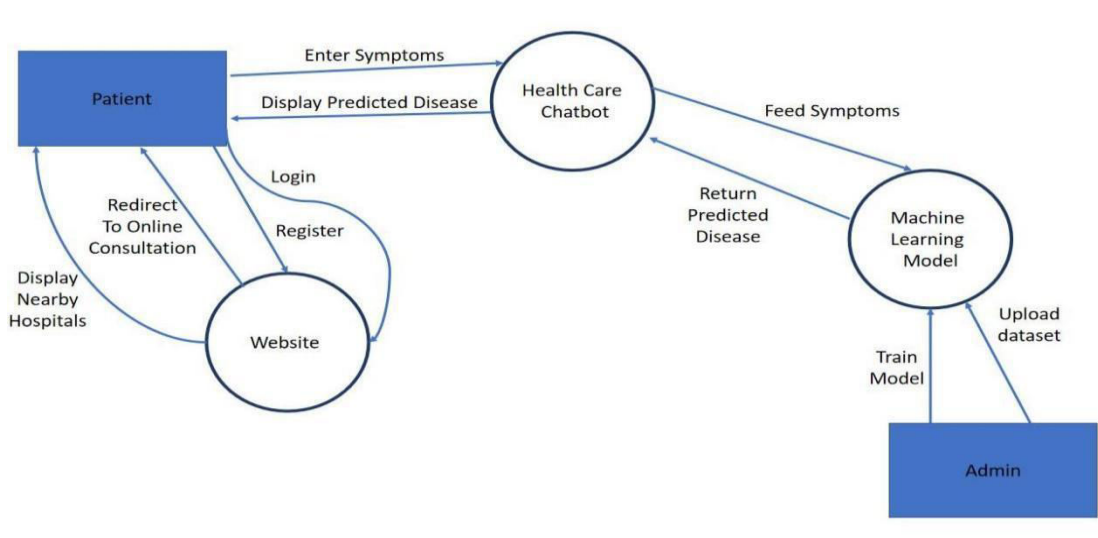 Enter Symptoms
Patient
Display Predicted Disease
Health Care
Chatbot
Feed Symptoms
Login
Redirect
To Online
Consultation
Register
Return
Predicted
Disease
Machine
Learning
Model
Display
Nearby
Hospitals
Website
Upload
dataset
Train
Model
Admin